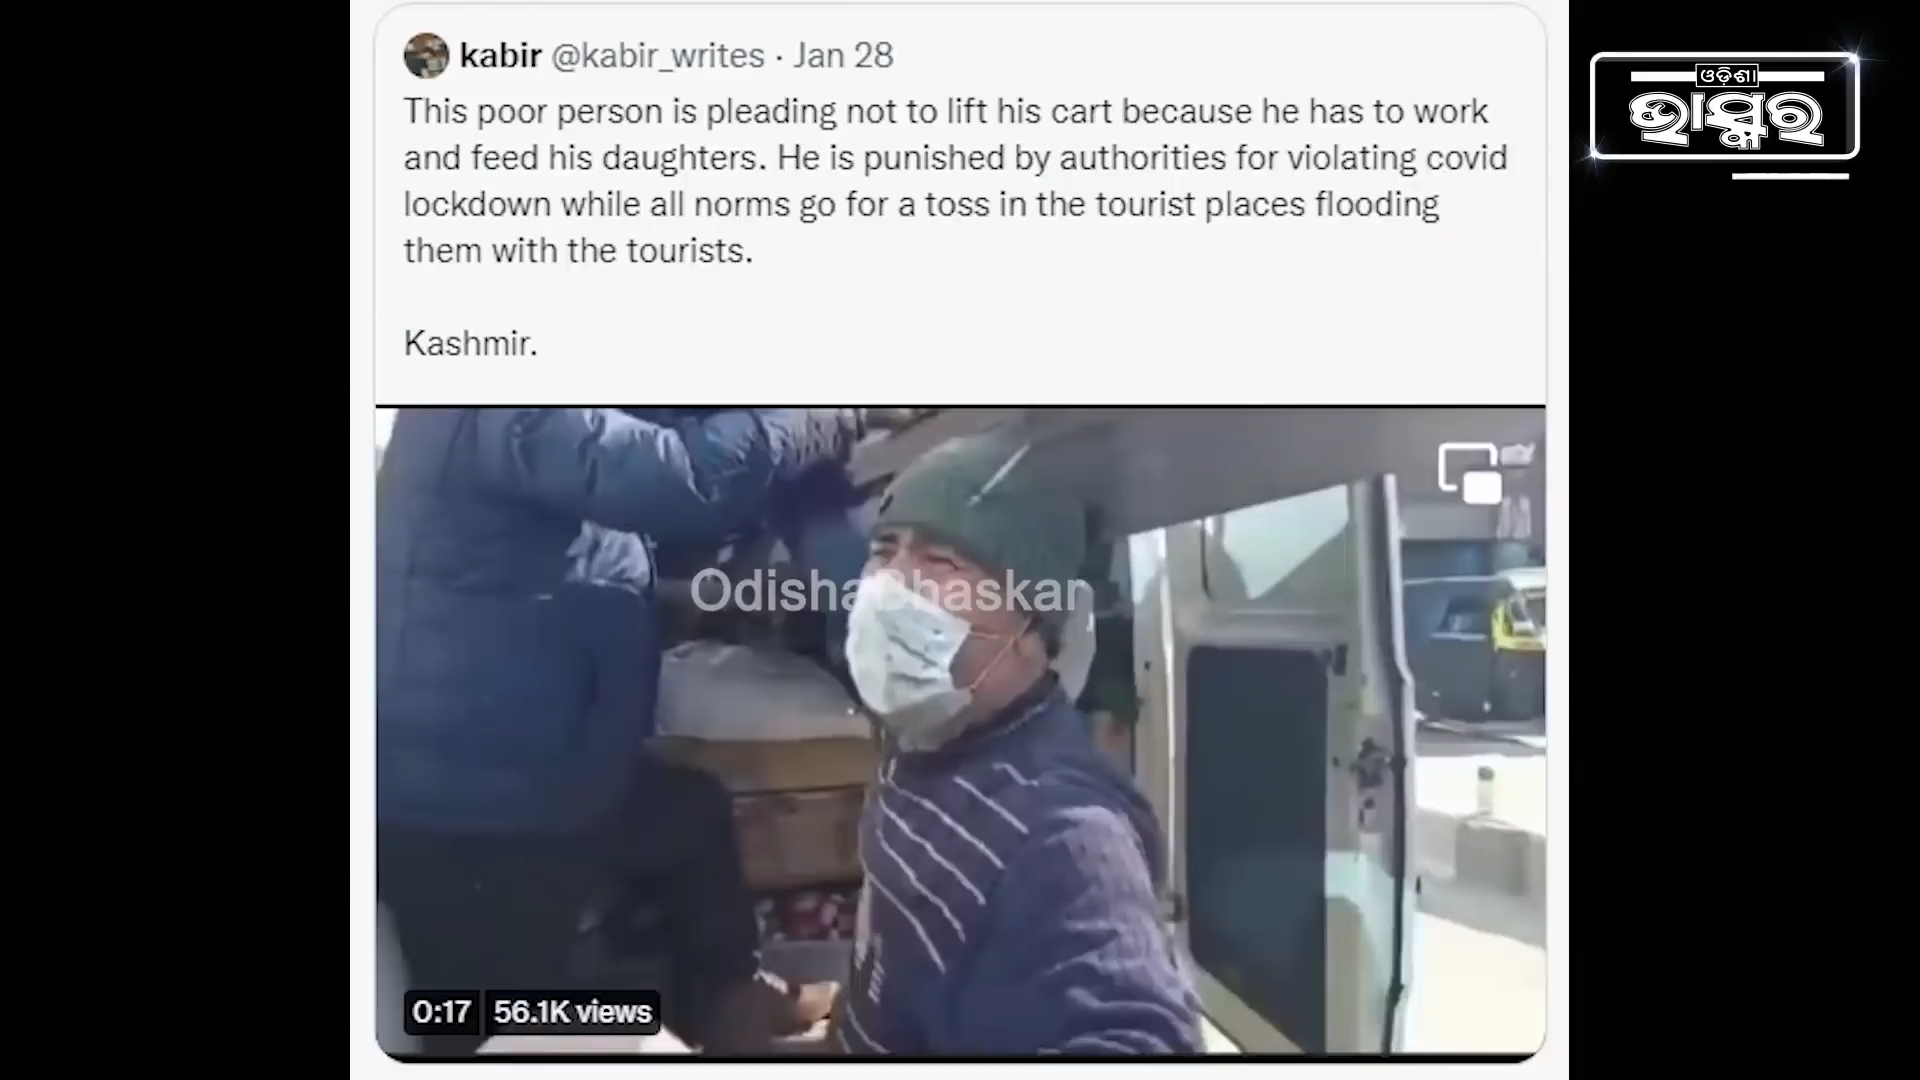 kabir @kabir_writes · Jan 28
This poor person is pleading not to lift his cart because he has to work
and feed his daughters. He is punished by authorities for violating covid
lockdown while all norms go for a toss in the tourist places flooding
them with the tourists.
Kashmir.
ଓଡ଼ିଶା
ଭାସ୍କର
OdishaBhaskar
0:17 56.1K views